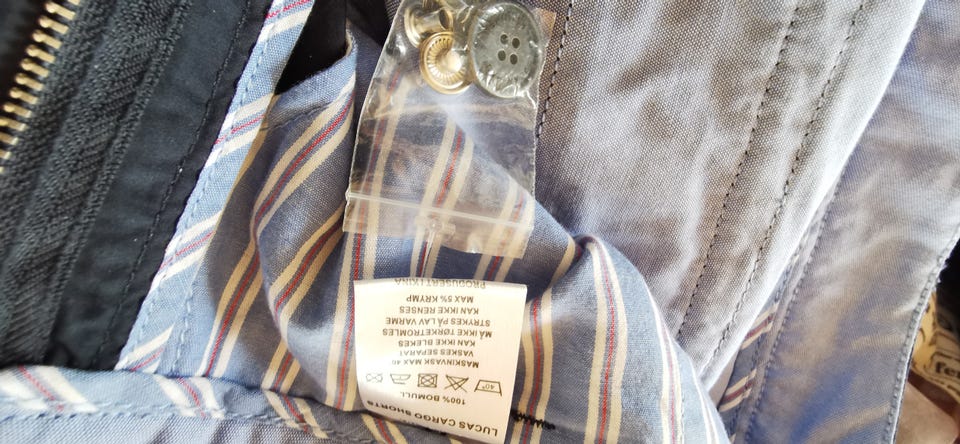 LUCAS CARGO SHORTS
100% BOMULL
40°
MASKINVASK MAX 40
VASKES SEPARAT
KAN IKKE BLEKES
MÅ IKKE TØRKETROMLES
STRYKES PÅ LAV VARME
KAN IKKE RENSES
MAX 5% KRYMP
PRODUSERT I KINA